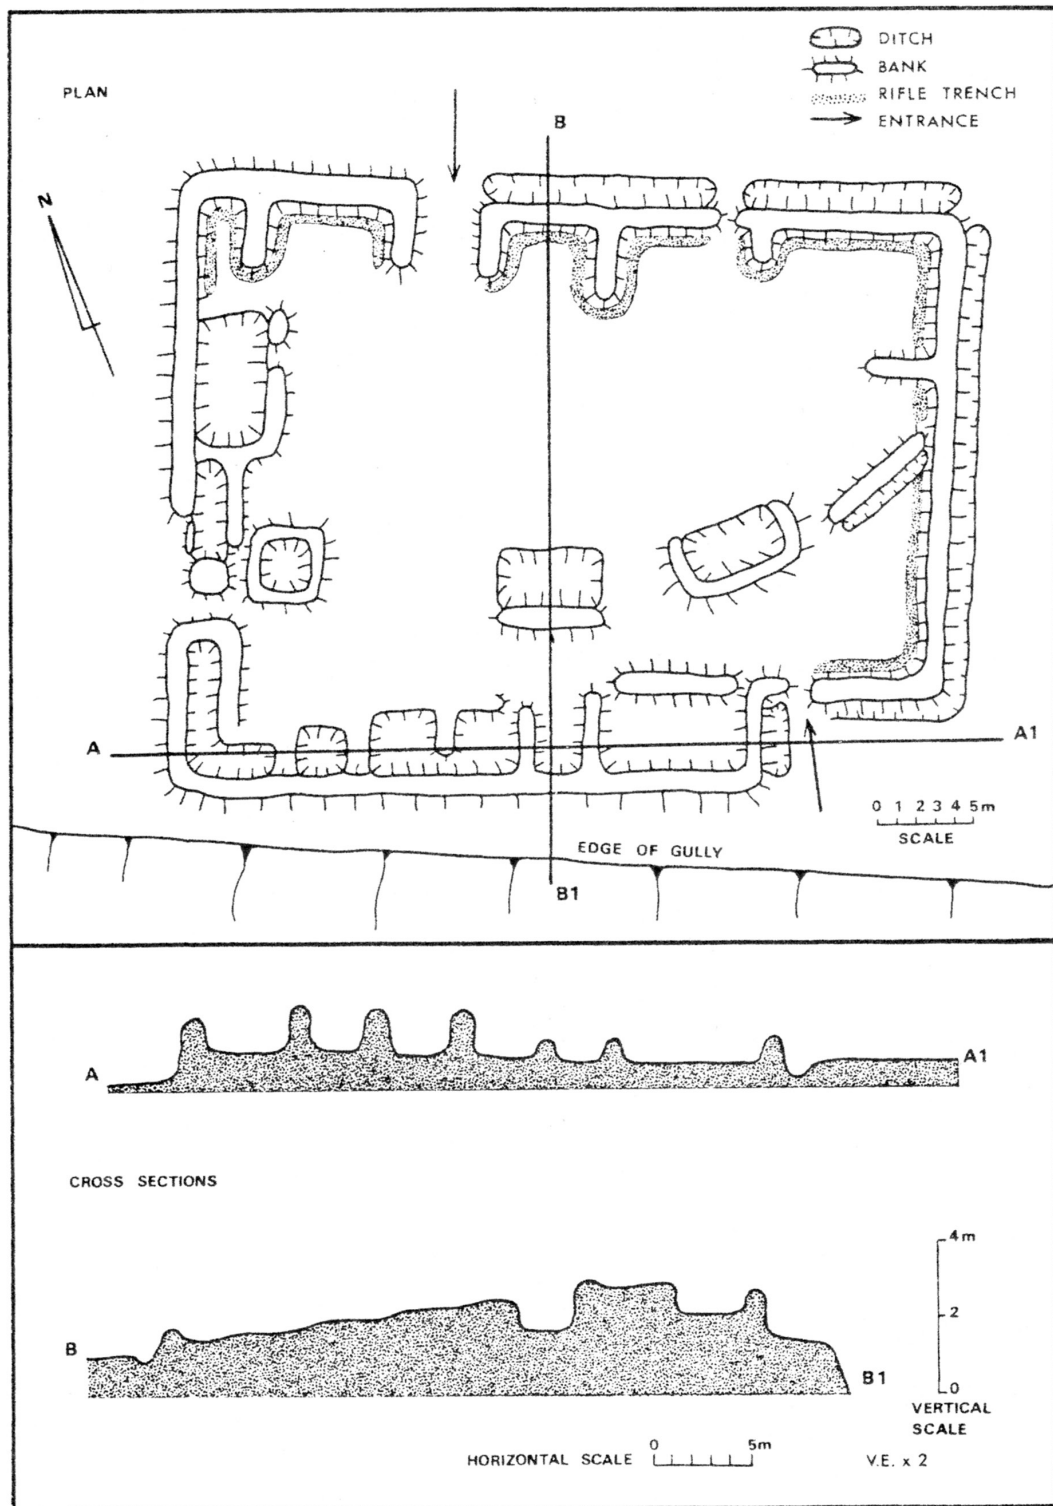 DITCH
BANK
PLAN
RIFLE TRENCH
ENTRANCE
B
N
A
A1
0 1 2 3 4 5m
SCALE
EDGE OF GULLY
B1
A
A1
CROSS SECTIONS
4m
2
B
B1
0
VERTICAL
SCALE
HORIZONTAL SCALE 0 5m V.E. x 2